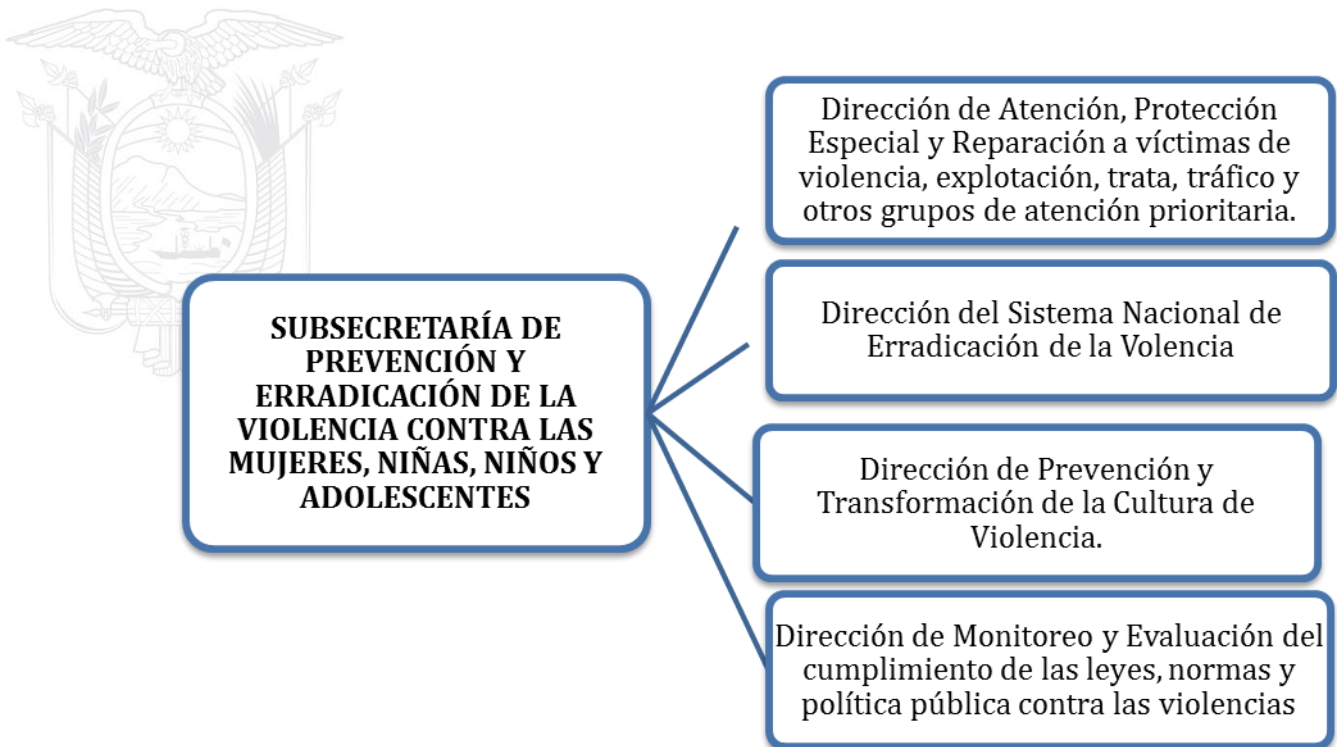 Dirección de Atención, Protección
Especial y Reparación a víctimas de
violencia, explotación, trata, tráfico y
otros grupos de atención prioritaria.
SUBSECRETARÍA DE
PREVENCIÓN Y
ERRADICACIÓN DE LA
VIOLENCIA CONTRA LAS
MUJERES, NIÑAS, NIÑOS Y
ADOLESCENTES
Dirección del Sistema Nacional de
Erradicación de la Volencia
Dirección de Prevención y
Transformación de la Cultura de
Violencia.
Dirección de Monitoreo y Evaluación del
cumplimiento de las leyes, normas y
política pública contra las violencias